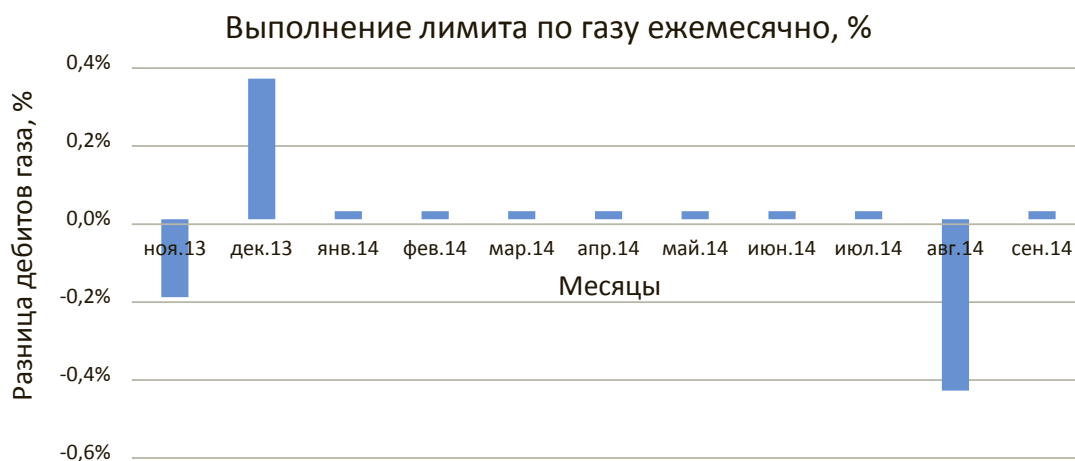 Выполнение лимита по газу ежемесячно, %
Разница дебитов газа, %
0,4%
0,2%
0,0%
-0,2%
-0,4%
-0,6%
ноя.13 дек.13 янв.14 фев.14 мар.14 апр.14 май.14 июн.14 июл.14 авг.14 сен.14
Месяцы